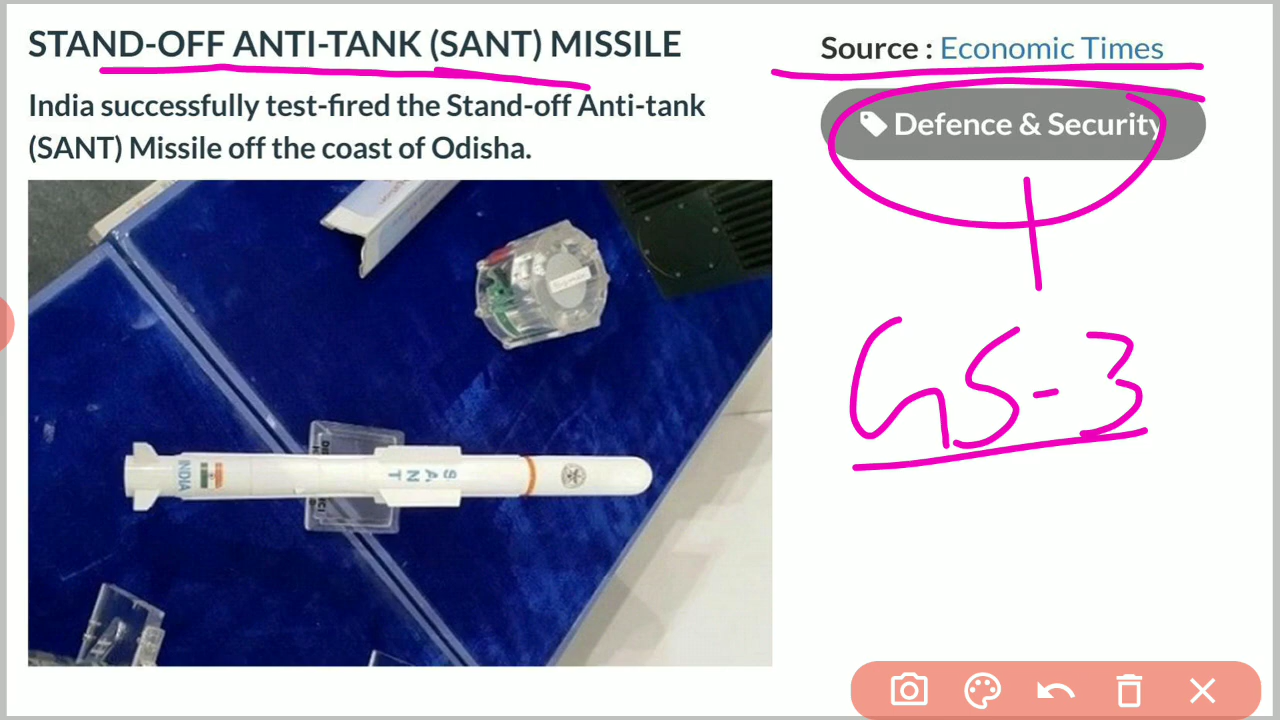 STAND-OFF ANTI-TANK (SANT) MISSILE
Source : Economic Times
India successfully test-fired the Stand-off Anti-tank
(SANT) Missile off the coast of Odisha.
Defence & Security
GS-3
INDIA
SANT